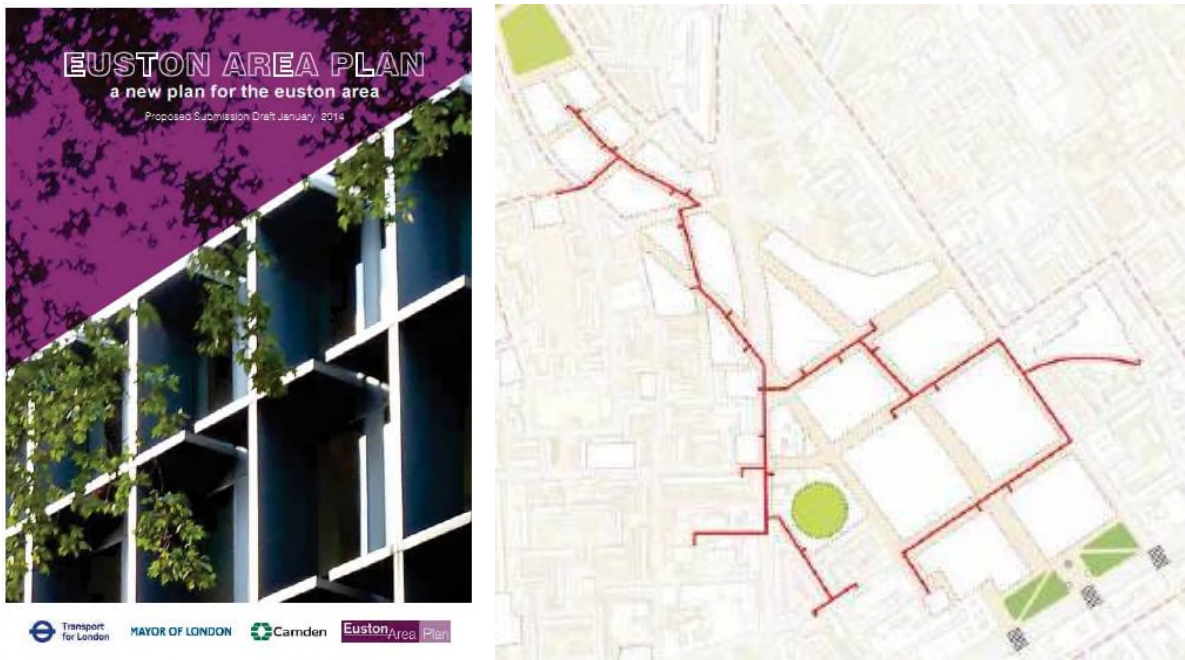 EUSTON AREA PLAN
a new plan for the euston area
Proposed Submission Draft January 2014
Transport
for London
MAYOR OF LONDON
Camden
Euston Area Plan